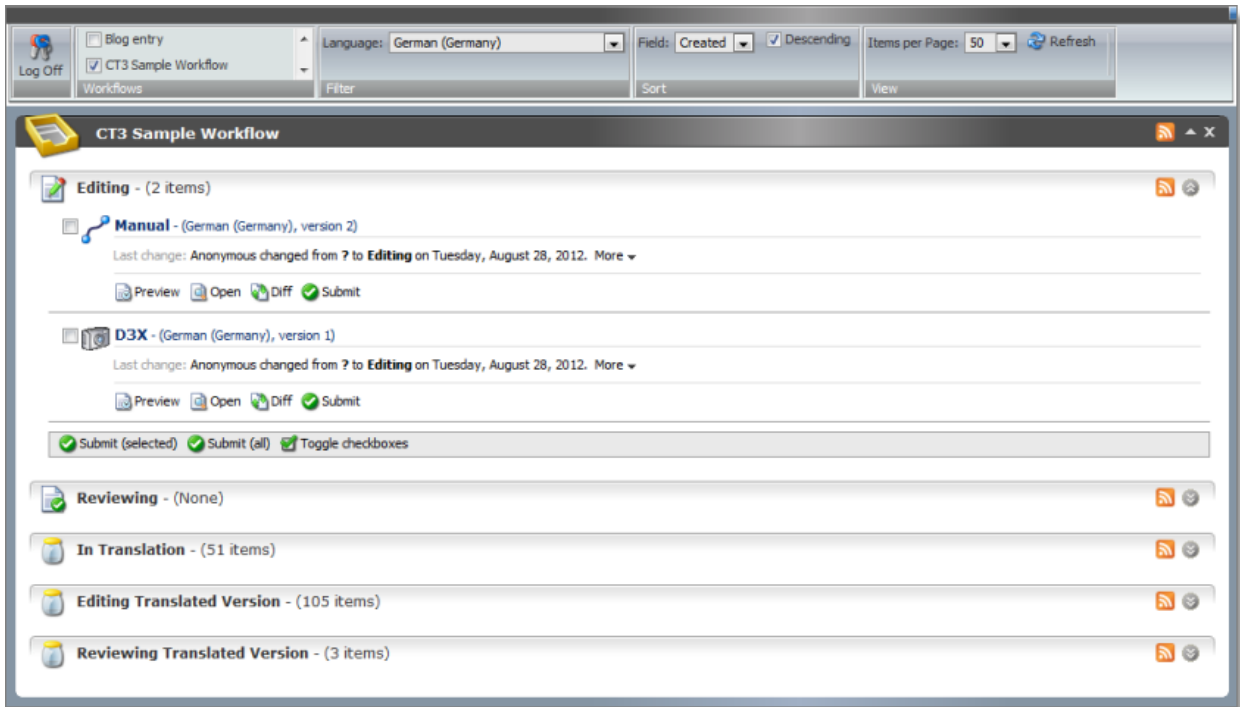 Log Off
Blog entry
CT3 Sample Workflow
Workflows
Language: German (Germany)
Filter
Field: Created Descending
Sort
Items per Page: 50 Refresh
View
CT3 Sample Workflow X
Editing - (2 items)
Manual - (German (Germany), version 2)
Last change: Anonymous changed from ? to Editing on Tuesday, August 28, 2012. More
Preview Open Diff Submit
D3X - (German (Germany), version 1)
Last change: Anonymous changed from ? to Editing on Tuesday, August 28, 2012. More
Preview Open Diff Submit
Submit (selected) Submit (all) Toggle checkboxes
Reviewing - (None)
In Translation - (51 items)
Editing Translated Version - (105 items)
Reviewing Translated Version - (3 items)